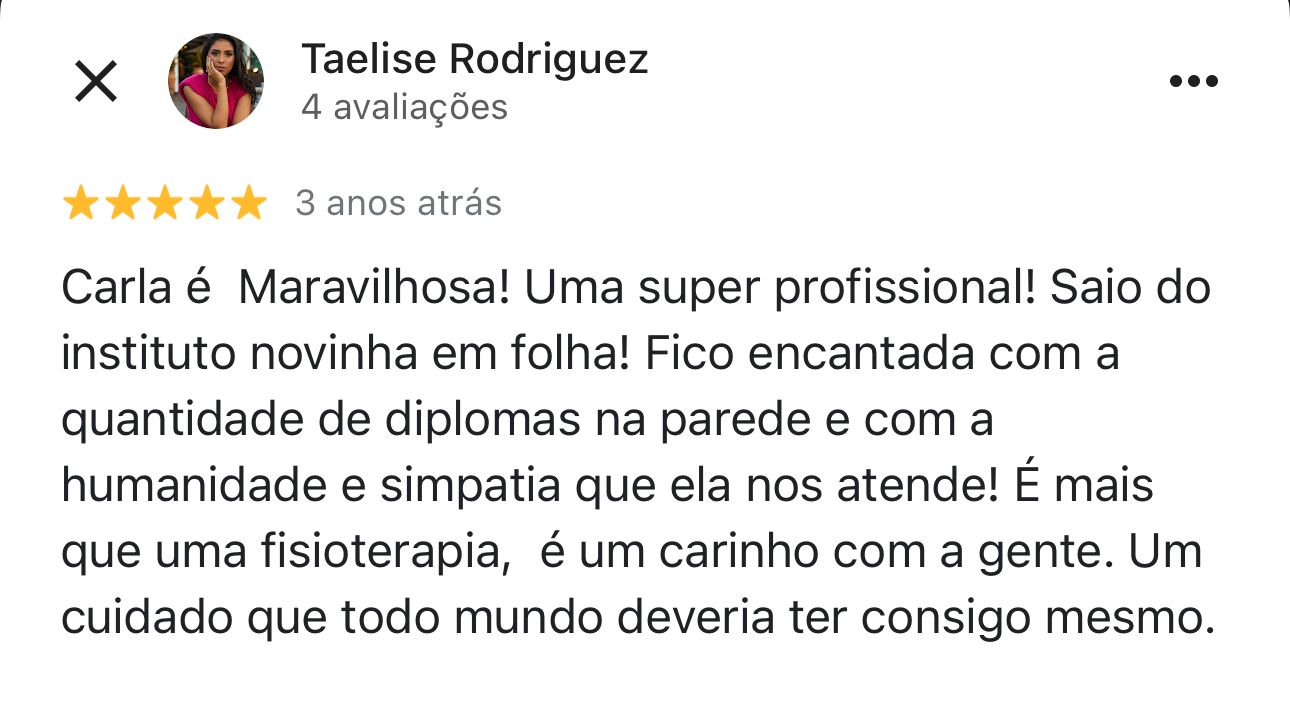 Taelise Rodriguez
4 avaliações
3 anos atrás
Carla é  Maravilhosa! Uma super profissional! Saio do
instituto novinha em folha! Fico encantada com a
quantidade de diplomas na parede e com a
humanidade e simpatia que ela nos atende! É mais
que uma fisioterapia,  é um carinho com a gente. Um
cuidado que todo mundo deveria ter consigo mesmo.